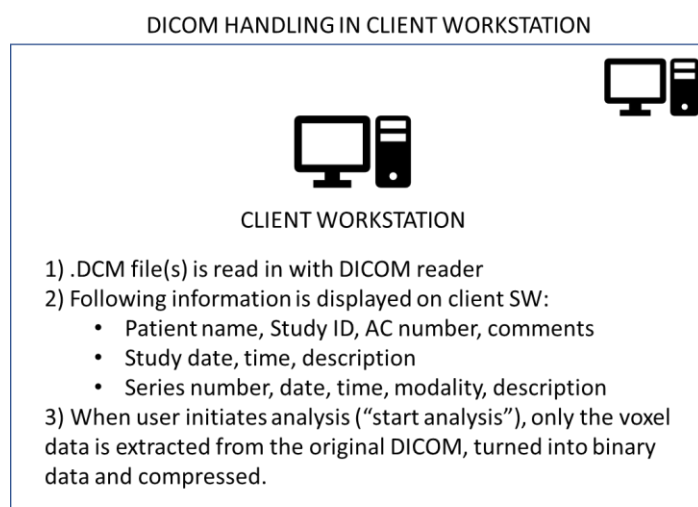 DICOM HANDLING IN CLIENT WORKSTATION
CLIENT WORKSTATION
1) .DCM file(s) is read in with DICOM reader
2) Following information is displayed on client SW:
• Patient name, Study ID, AC number, comments
• Study date, time, description
• Series number, date, time, modality, description
3) When user initiates analysis (“start analysis”), only the voxel
data is extracted from the original DICOM, turned into binary
data and compressed.